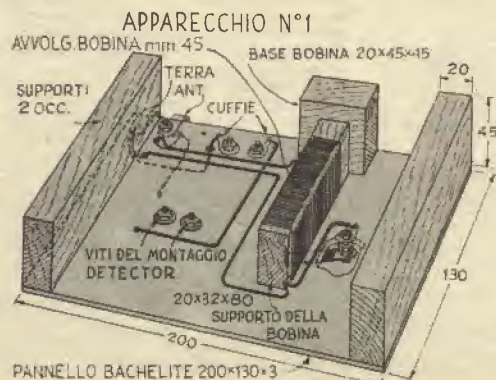 APPARECCHIO N°1
AVVOLG. BOBINA mm 45
BASE BOBINA 20×45×45
TERRA
ANT.
CUFFIE
SUPPORTI
2 OCC.
20
45
VITI DEL MONTAGGIO
DETECTOR
20×32×80
SUPPORTO DELLA
BOBINA
130
200
PANNELLO BACHELITE 200×130×3